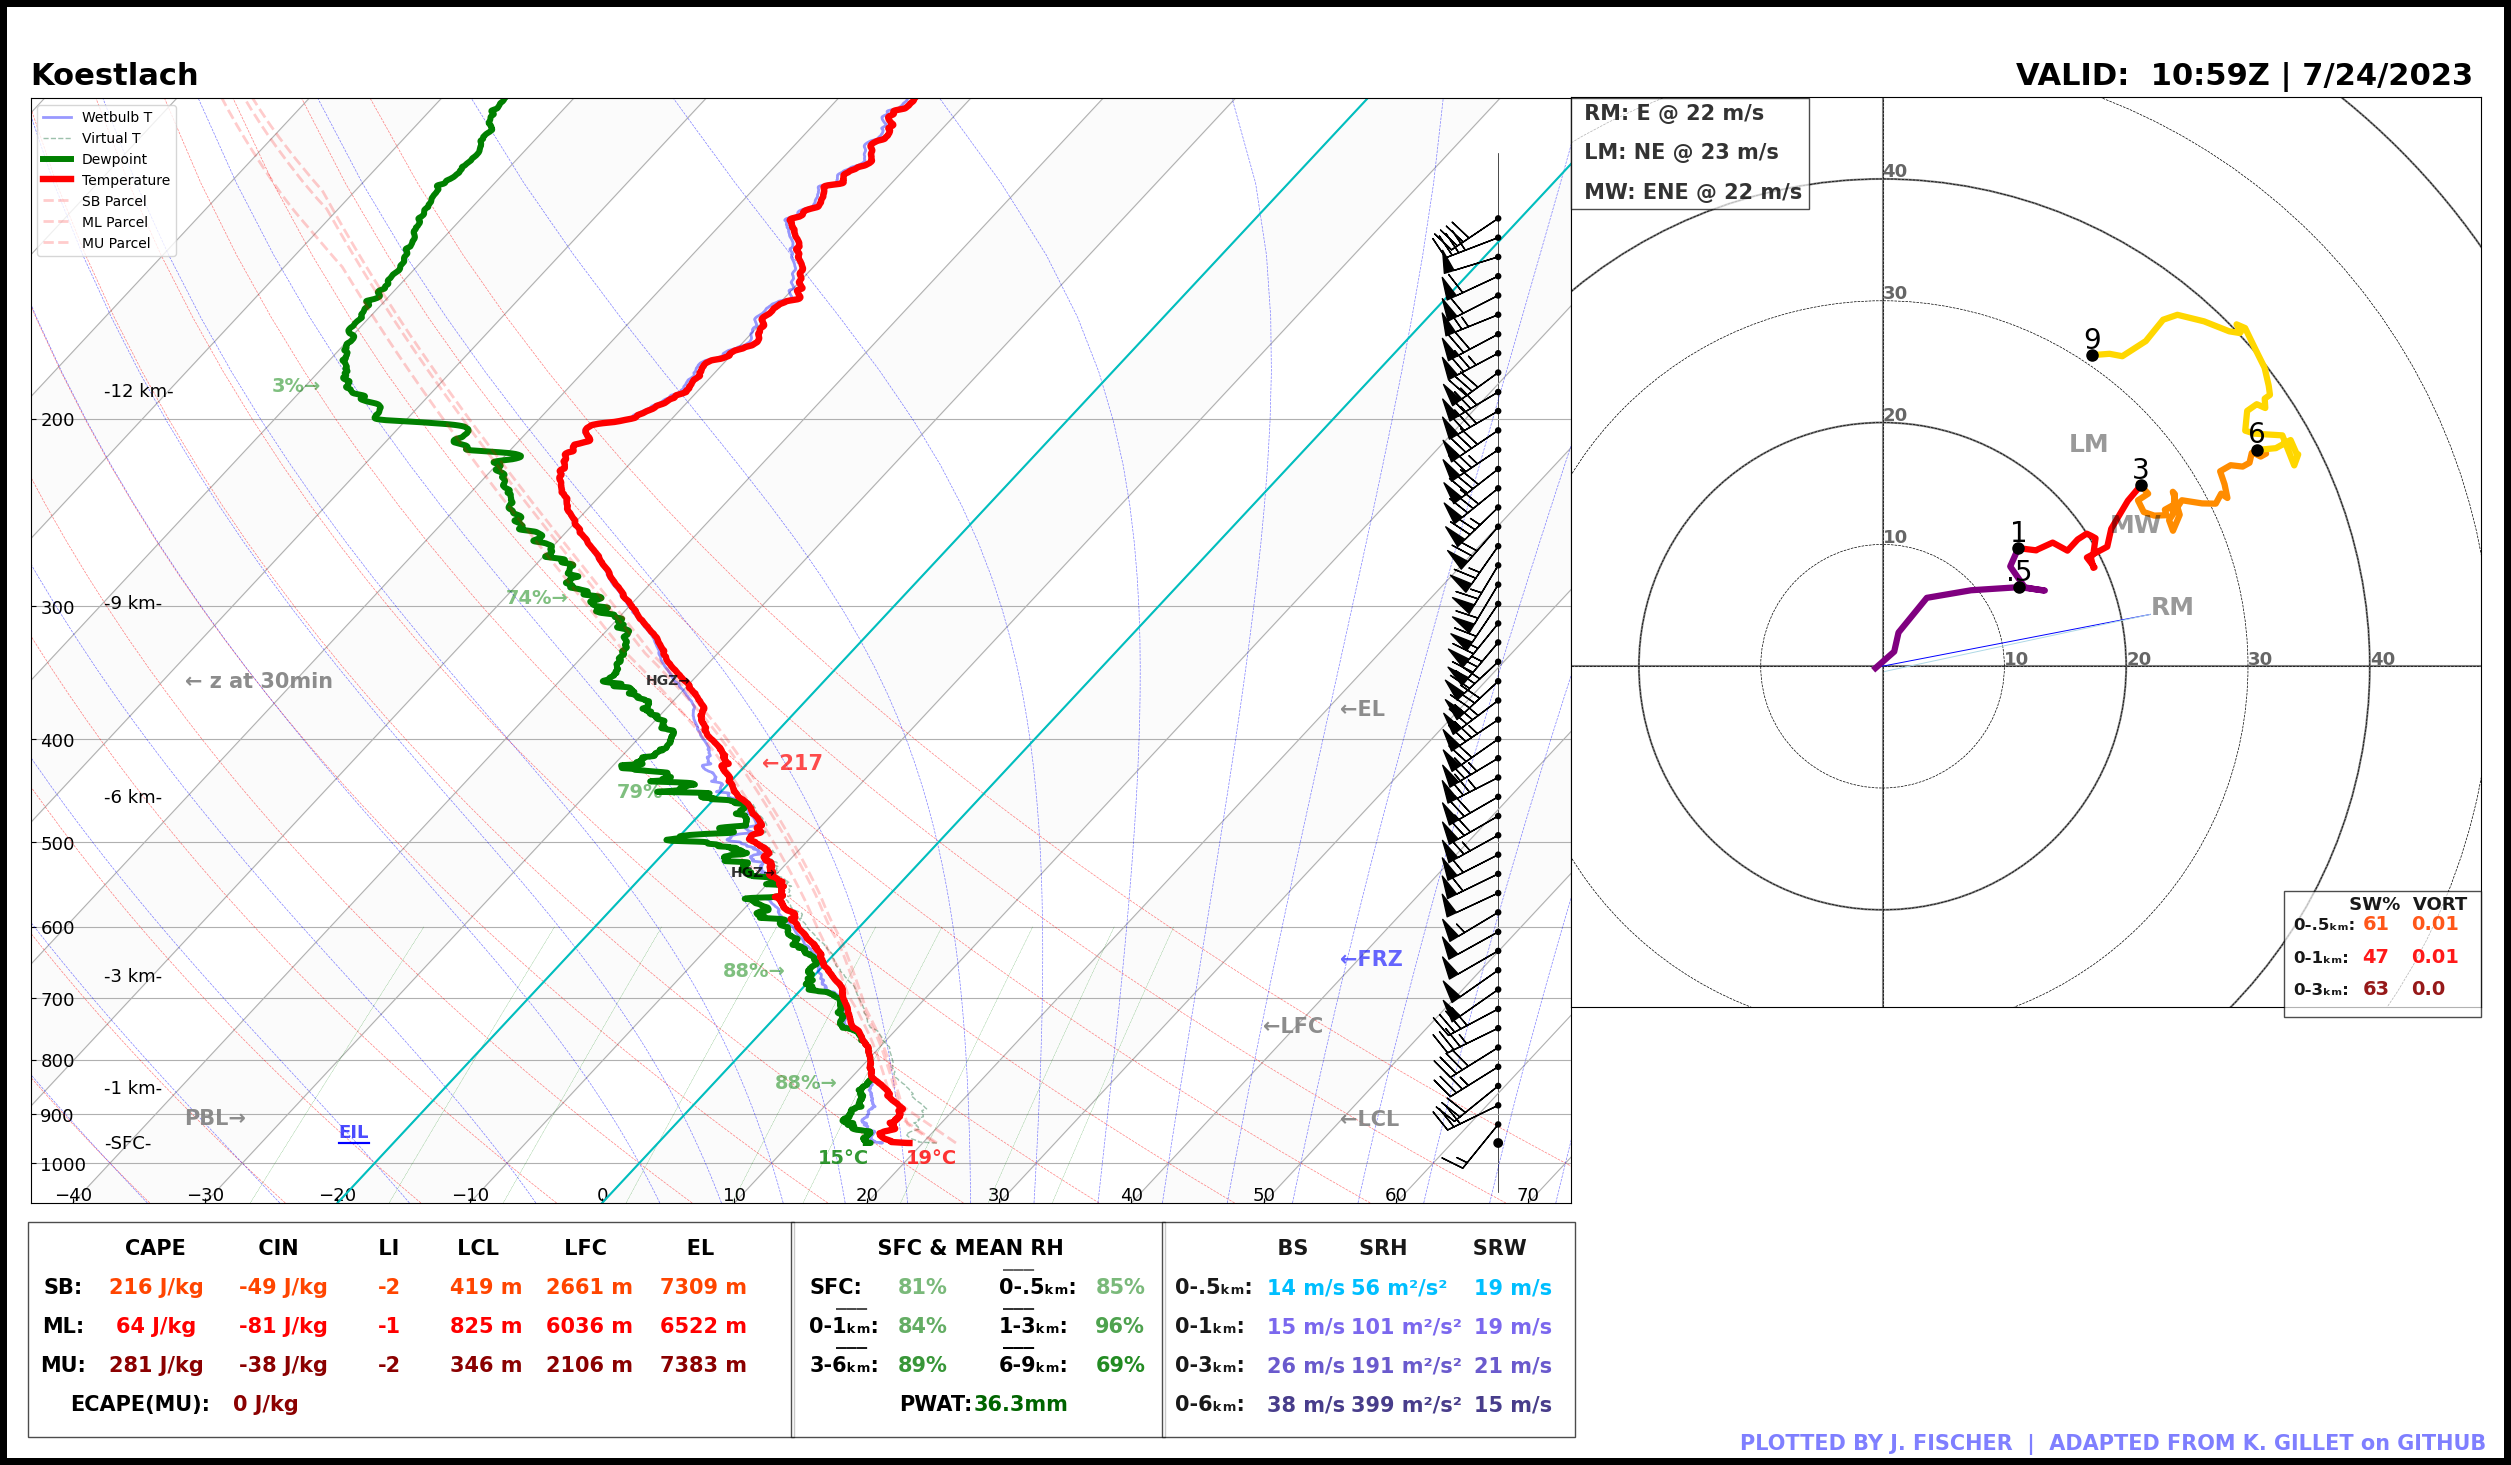 Koestlach
VALID:  10:59Z | 7/24/2023
Wetbulb T
Virtual T
Dewpoint
Temperature
SB Parcel
ML Parcel
MU Parcel
3%→
-12 km-
200
74%→
-9 km-
300
← z at 30min
HGZ→
←EL
400
←217
-6 km-
79%
500
HGZ→
600
←FRZ
88%→
-3 km-
700
←LFC
800
88%→
-1 km-
900
PBL→
←LCL
EIL
-SFC-
1000
15°C
19°C
−40 −30 −20 −10 0 10 20 30 40 50 60 70
RM: E @ 22 m/s
LM: NE @ 23 m/s
MW: ENE @ 22 m/s
40
30
9
20
6
LM
3
MW
10
1
.5
RM
10 20 30 40
SW% VORT
0-.5km: 61 0.01
0-1km: 47 0.01
0-3km: 63 0.0
CAPE CIN LI LCL LFC EL
SB: 216 J/kg -49 J/kg -2 419 m 2661 m 7309 m
ML: 64 J/kg -81 J/kg -1 825 m 6036 m 6522 m
MU: 281 J/kg -38 J/kg -2 346 m 2106 m 7383 m
ECAPE(MU): 0 J/kg
SFC & MEAN RH
SFC: 81% 0-.5km: 85%
0-1km: 84% 1-3km: 96%
3-6km: 89% 6-9km: 69%
PWAT: 36.3mm
BS SRH SRW
0-.5km: 14 m/s 56 m²/s² 19 m/s
0-1km: 15 m/s 101 m²/s² 19 m/s
0-3km: 26 m/s 191 m²/s² 21 m/s
0-6km: 38 m/s 399 m²/s² 15 m/s
PLOTTED BY J. FISCHER | ADAPTED FROM K. GILLET on GITHUB